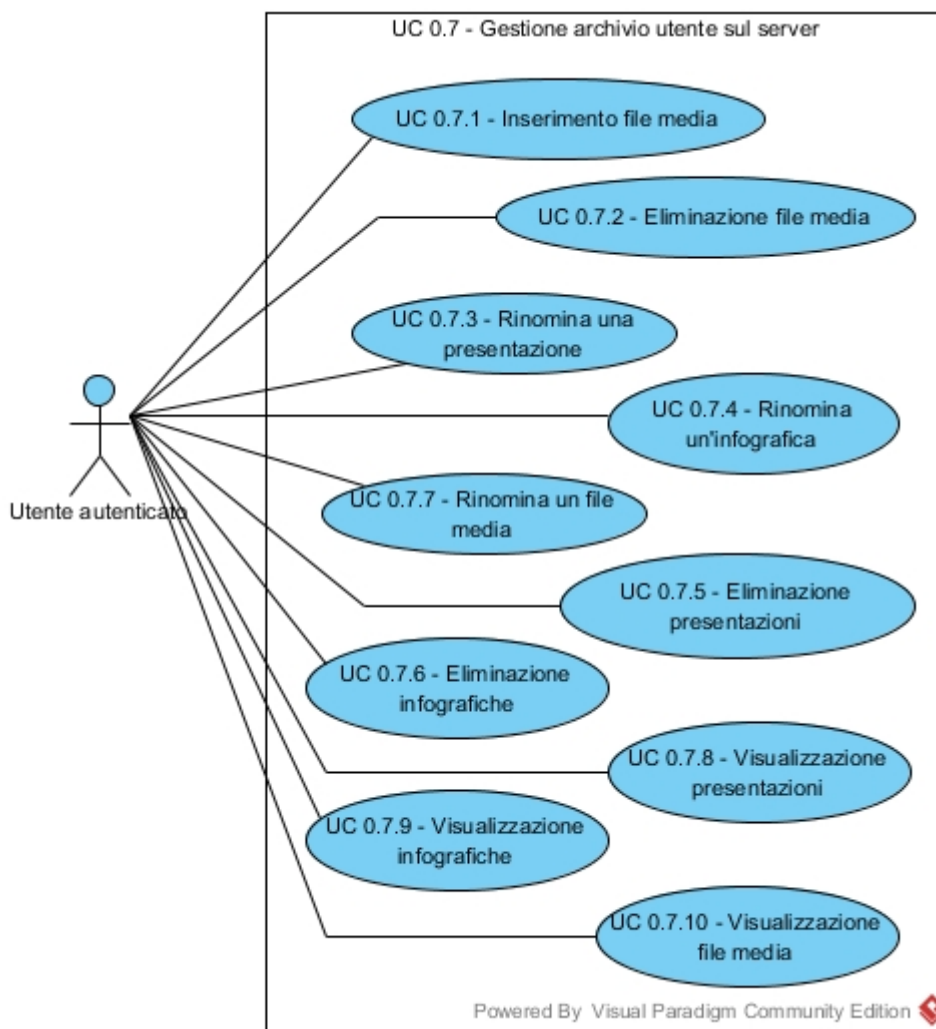 UC 0.7 - Gestione archivio utente sul server
UC 0.7.1 - Inserimento file media
UC 0.7.2 - Eliminazione file media
UC 0.7.3 - Rinomina una
presentazione
UC 0.7.4 - Rinomina
un'infografica
UC 0.7.7 - Rinomina un file
media
Utente autenticato
UC 0.7.5 - Eliminazione
presentazioni
UC 0.7.6 - Eliminazione
infografiche
UC 0.7.8 - Visualizzazione
presentazioni
UC 0.7.9 - Visualizzazione
infografiche
UC 0.7.10 - Visualizzazione
file media
Powered By Visual Paradigm Community Edition